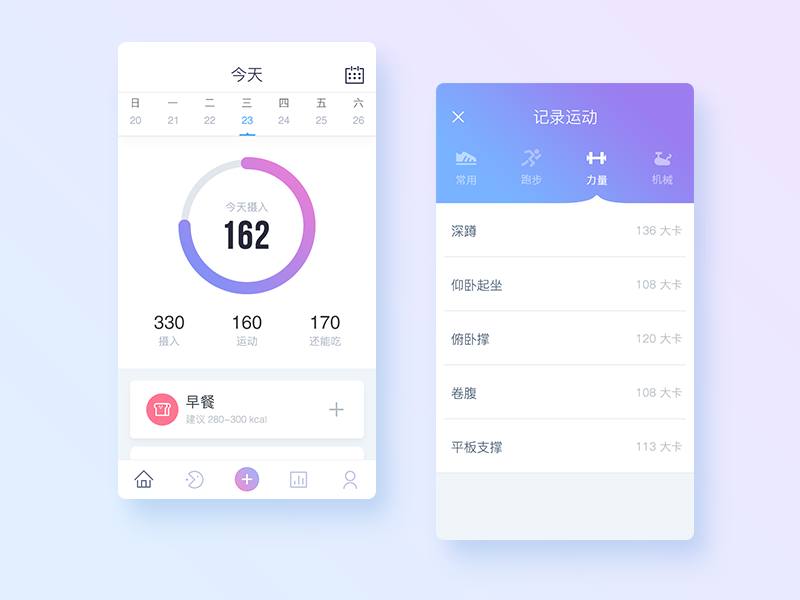 今天
日 一 二 三 四 五 六
20 21 22 23 24 25 26
今天摄入
162
330 160 170
摄入 运动 还能吃
早餐
建议 280~300 kcal
记录运动
常用 跑步 力量 机械
深蹲 136 大卡
仰卧起坐 108 大卡
俯卧撑 120 大卡
卷腹 108 大卡
平板支撑 113 大卡